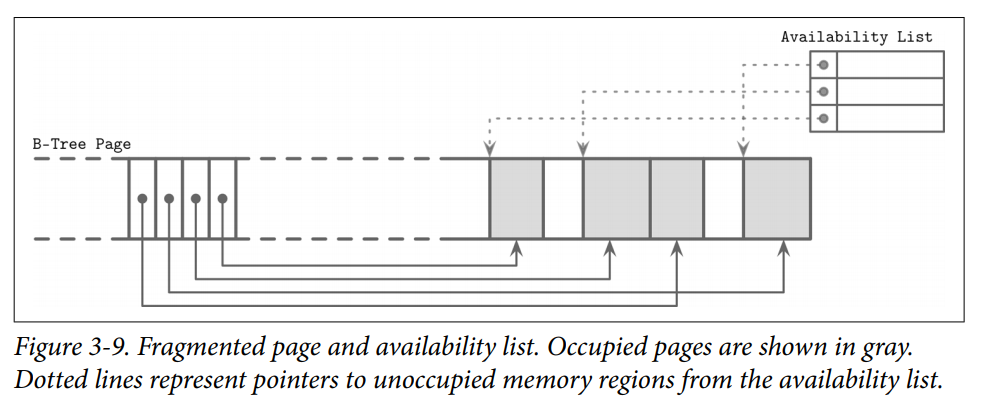 Availability List
B-Tree Page
Figure 3-9. Fragmented page and availability list. Occupied pages are shown in gray.
Dotted lines represent pointers to unoccupied memory regions from the availability list.